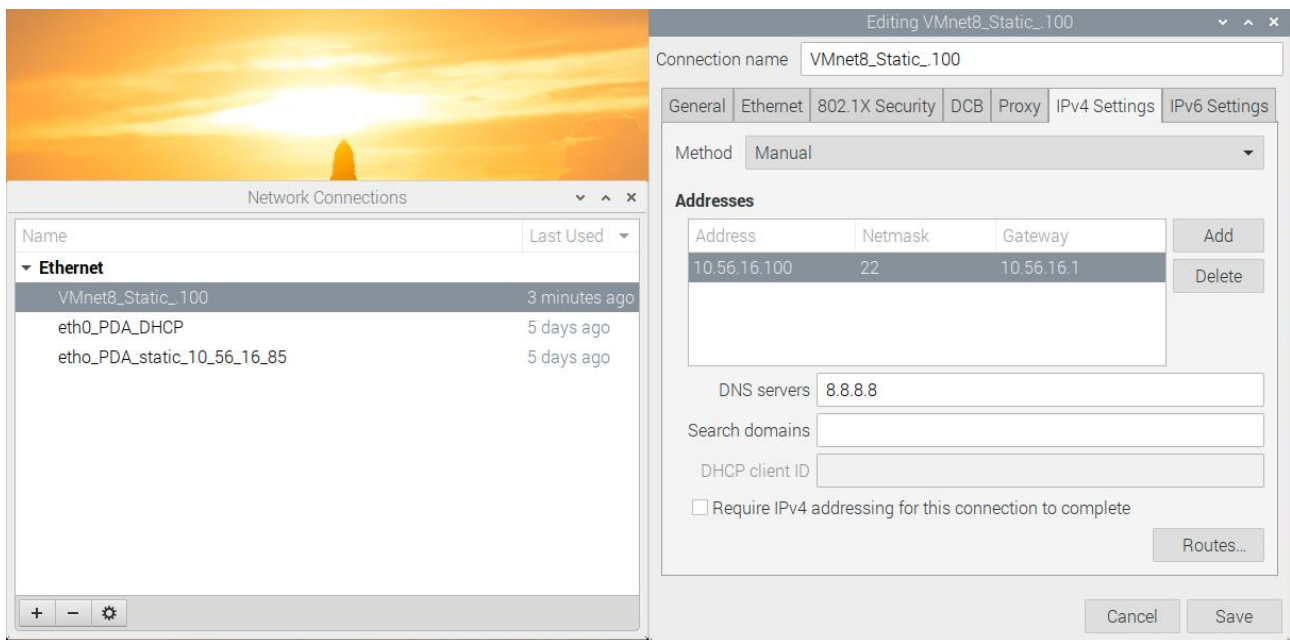 Network Connections
Name Last Used
Ethernet
VMnet8_Static_.100 3 minutes ago
eth0_PDA_DHCP 5 days ago
etho_PDA_static_10_56_16_85 5 days ago
Editing VMnet8_Static_.100
Connection name VMnet8_Static_.100
General Ethernet 802.1X Security DCB Proxy IPv4 Settings IPv6 Settings
Method Manual
Addresses
Address Netmask Gateway Add
10.56.16.100 22 10.56.16.1 Delete
DNS servers 8.8.8.8
Search domains
DHCP client ID
Require IPv4 addressing for this connection to complete
Routes...
Cancel Save